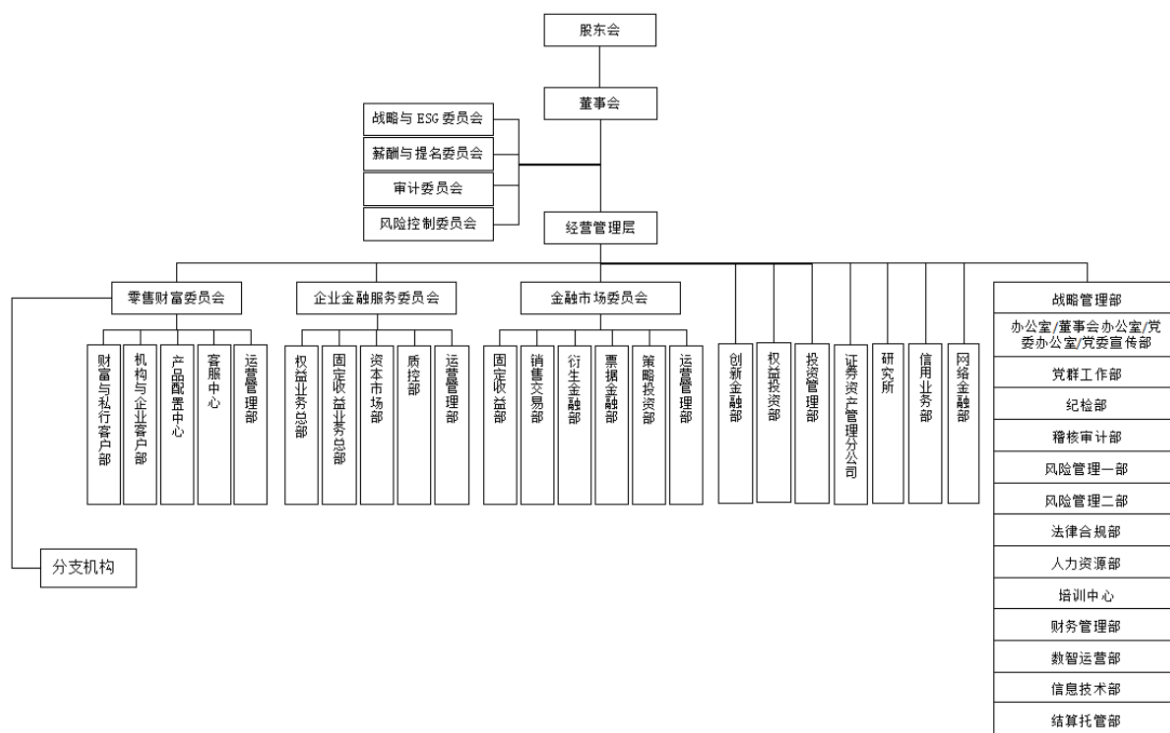 股东会
董事会
战略与ESG委员会
薪酬与提名委员会
审计委员会
风险控制委员会
经营管理层
零售财富委员会
企业金融服务委员会
金融市场委员会
财富与私行客户部
机构与企业客户部
产品配置中心
客服中心
运营管理部
权益业务总部
固定收益业务总部
资本市场部
质控部
运营管理部
固定收益部
销售交易部
衍生金融部
票据金融部
策略投资部
运营管理部
创新金融部
权益投资部
投资管理部
证券资产管理分公司
研究所
信用业务部
网络金融部
战略管理部
办公室/董事会办公室/党
委办公室/党委宣传部
党群工作部
纪检部
稽核审计部
风险管理一部
风险管理二部
法律合规部
人力资源部
培训中心
财务管理部
数智运营部
信息技术部
结算托管部
分支机构